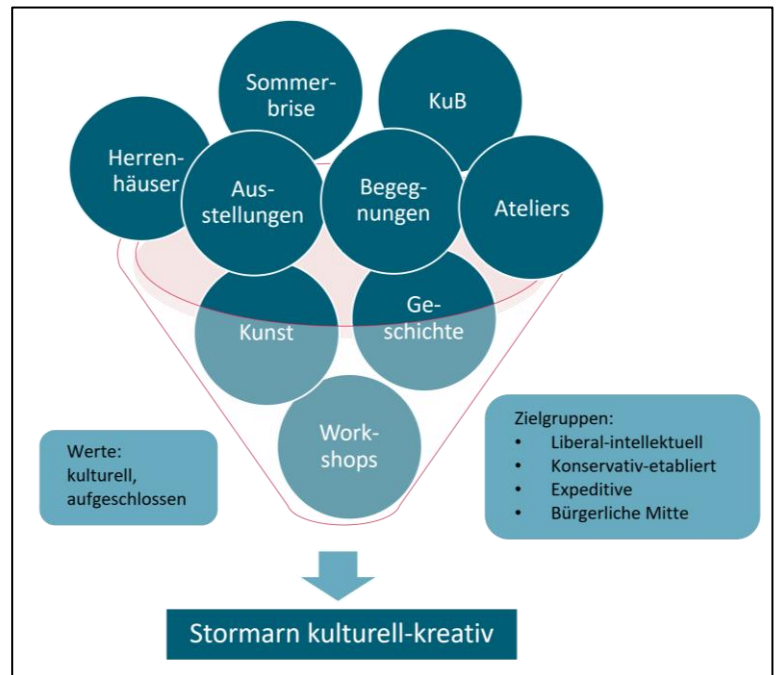 Sommer-
brise
KuB
Herren-
häuser
Aus-
stellungen
Begeg-
nungen
Ateliers
Kunst
Ge-
schichte
Work-
shops
Werte:
kulturell,
aufgeschlossen
Zielgruppen:
• Liberal-intellektuell
• Konservativ-etabliert
• Expeditive
• Bürgerliche Mitte
Stormarn kulturell-kreativ